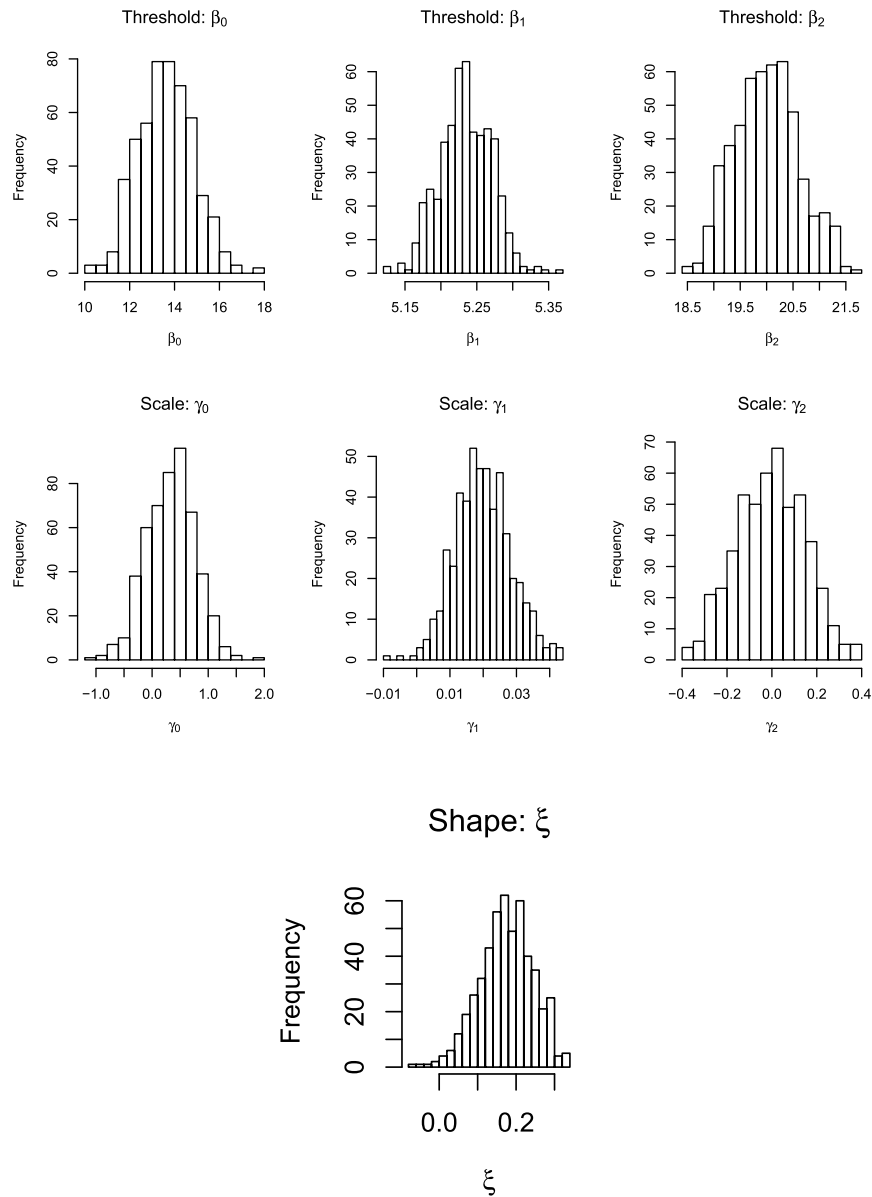 Threshold: β₀
Frequency
0 20 40 60 80
10 12 14 16 18
β₀
Threshold: β₁
Frequency
0 10 20 30 40 50 60
5.15 5.25 5.35
β₁
Threshold: β₂
Frequency
0 10 20 30 40 50 60
18.5 19.5 20.5 21.5
β₂
Scale: γ₀
Frequency
0 20 40 60 80
−1.0 0.0 1.0 2.0
γ₀
Scale: γ₁
Frequency
0 10 20 30 40 50
−0.01 0.01 0.03
γ₁
Scale: γ₂
Frequency
0 10 20 30 40 50 60 70
−0.4 −0.2 0.0 0.2 0.4
γ₂
Shape: ξ
Frequency
0 20 40 60
0.0 0.2
ξ